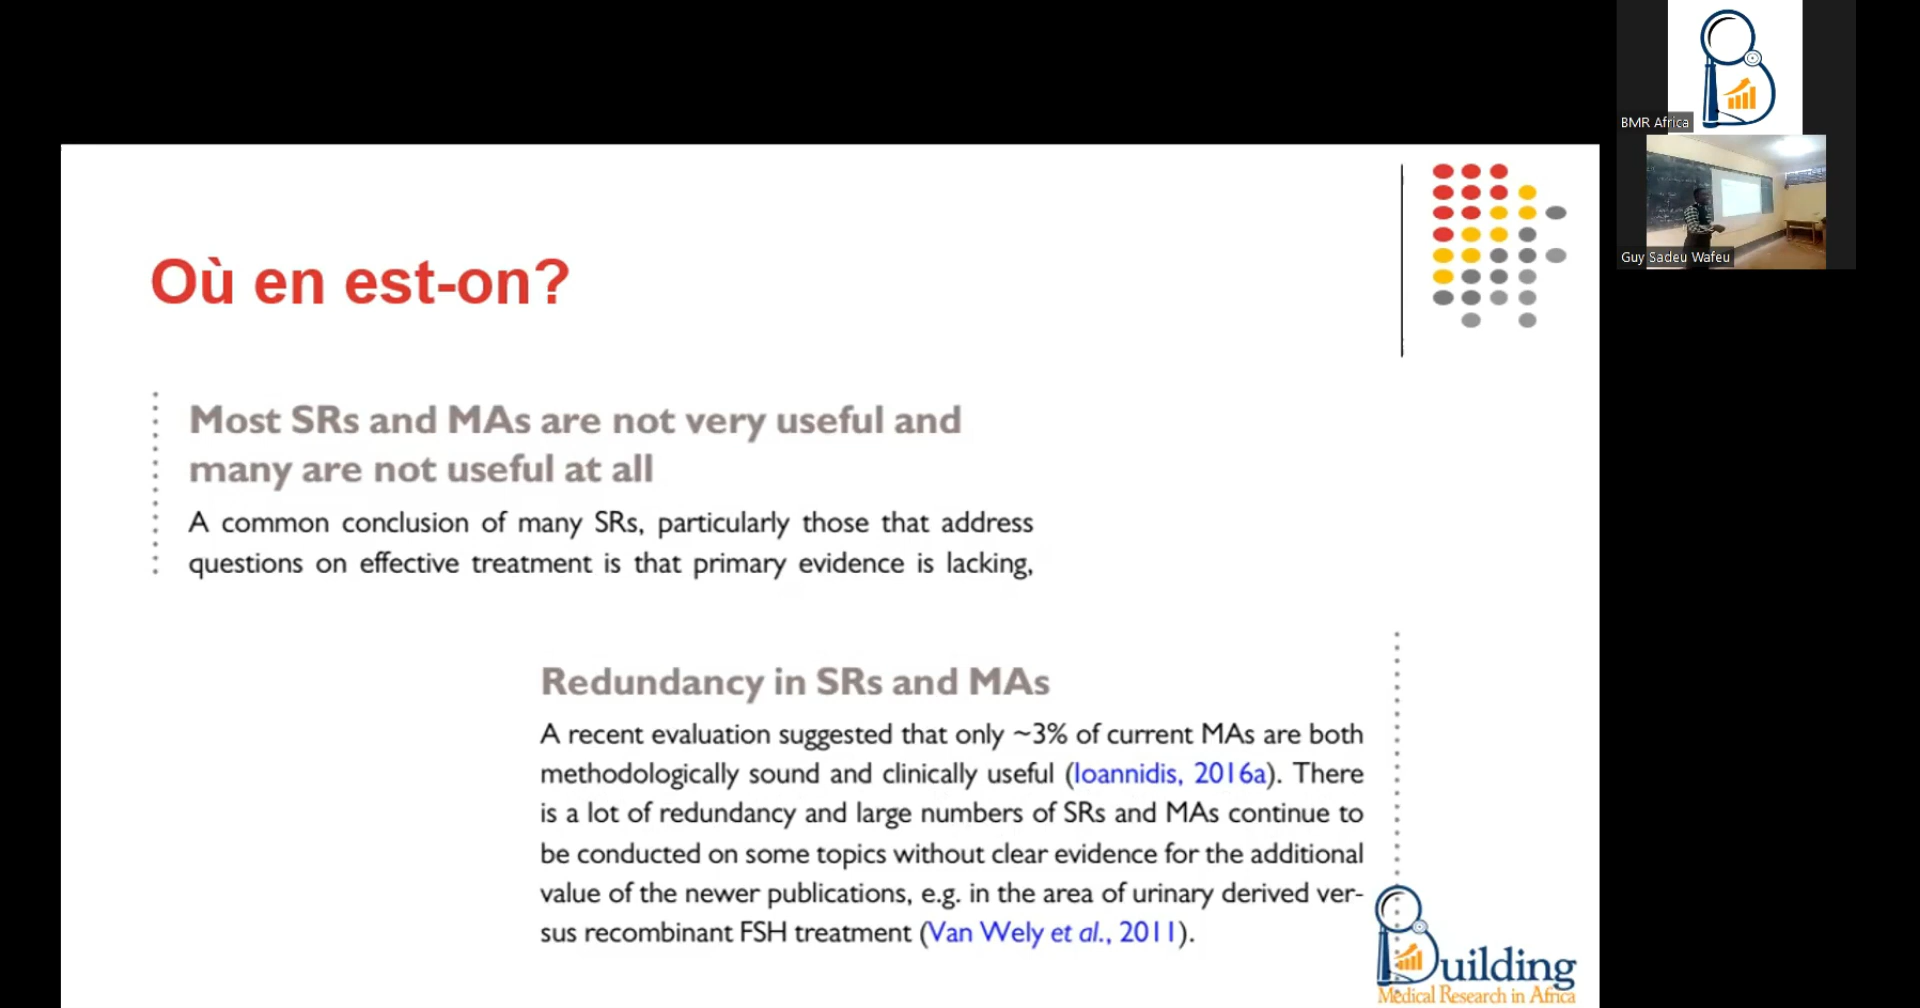 BMR Africa
Guy Sadeu Wafeu
Où en est-on?
Most SRs and MAs are not very useful and
many are not useful at all
A common conclusion of many SRs, particularly those that address
questions on effective treatment is that primary evidence is lacking,
Redundancy in SRs and MAs
A recent evaluation suggested that only ~3% of current MAs are both
methodologically sound and clinically useful (Ioannidis, 2016a). There
is a lot of redundancy and large numbers of SRs and MAs continue to
be conducted on some topics without clear evidence for the additional
value of the newer publications, e.g. in the area of urinary derived ver-
sus recombinant FSH treatment (Van Wely et al., 2011).
Building
Medical Research in Africa